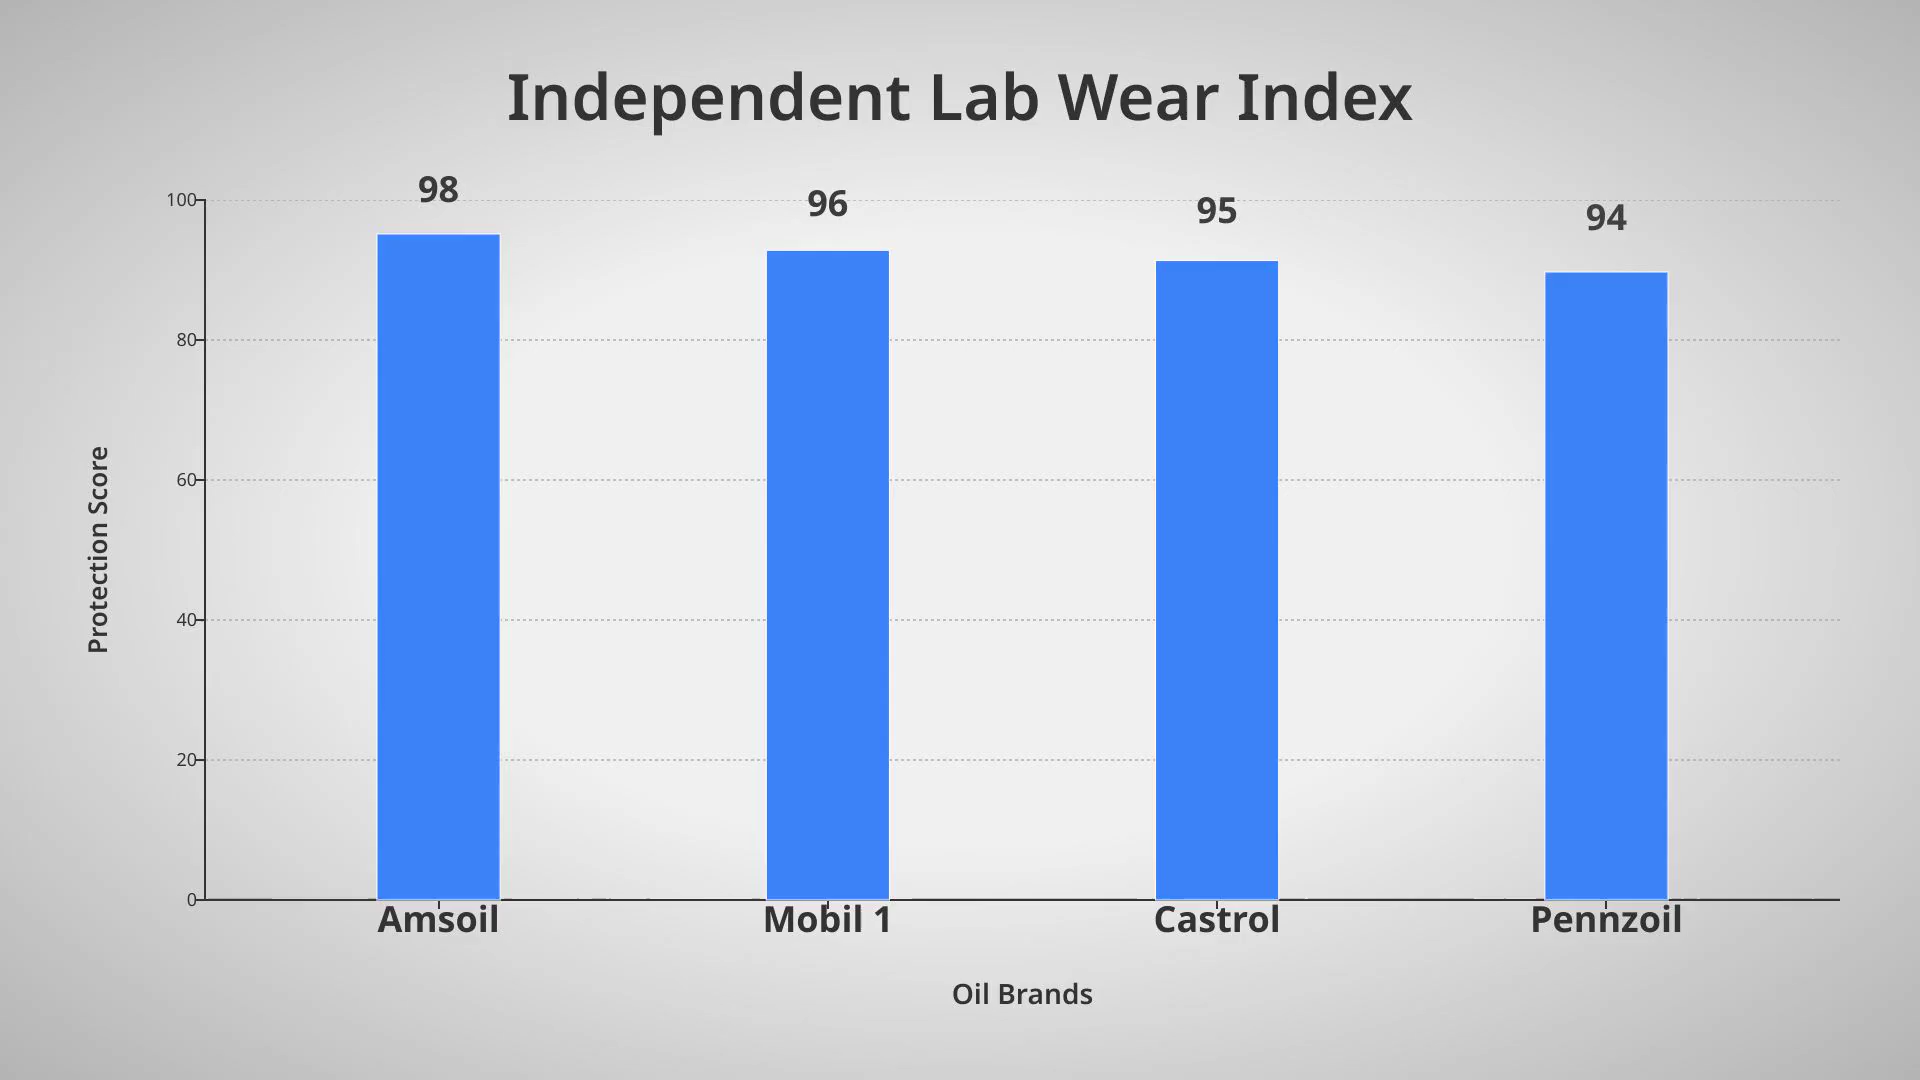 Independent Lab Wear Index
98
96
95
94
100
80
60
40
20
0
Protection Score
Amsoil
Mobil 1
Castrol
Pennzoil
Oil Brands